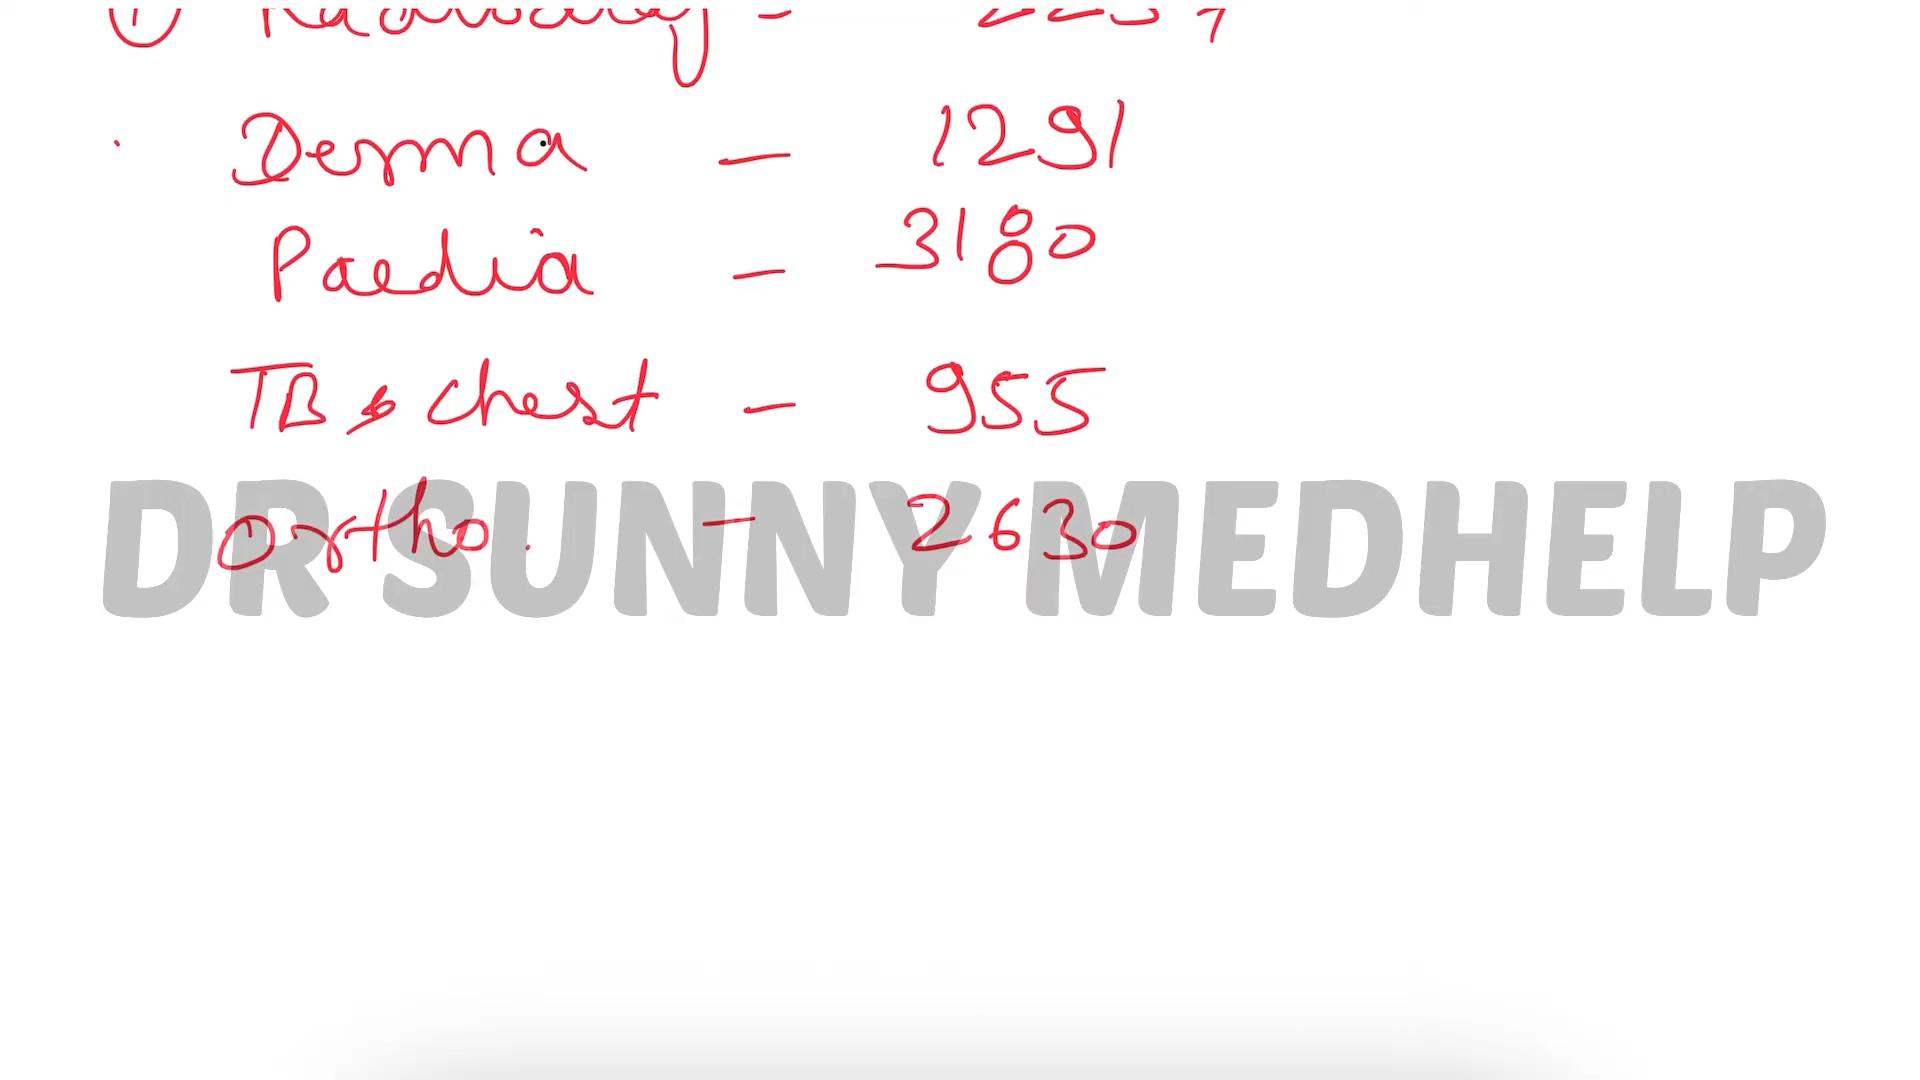 Derma - 1291
Paedia - 3180
TB & chest - 955
Ortho. - 2630
DR SUNNY MEDHELP